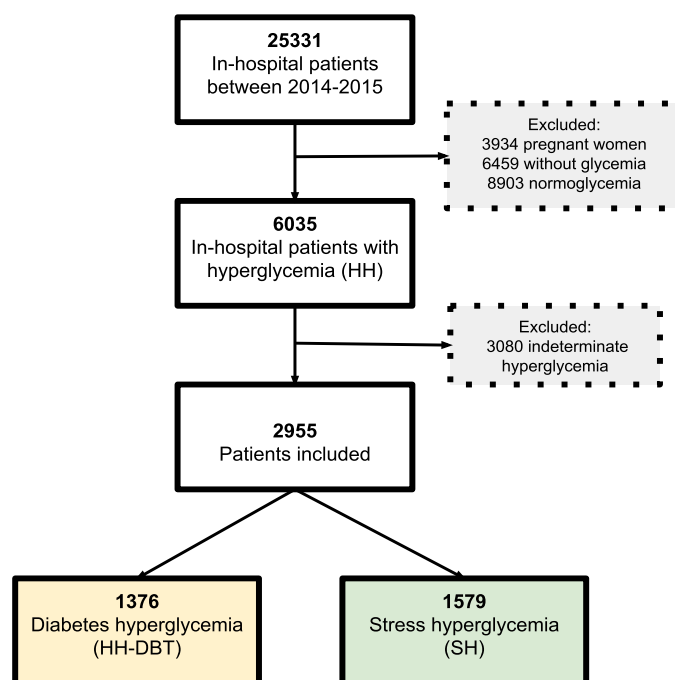 25331
In-hospital patients
between 2014-2015
Excluded:
3934 pregnant women
6459 without glycemia
8903 normoglycemia
6035
In-hospital patients with
hyperglycemia (HH)
Excluded:
3080 indeterminate
hyperglycemia
2955
Patients included
1376
Diabetes hyperglycemia
(HH-DBT)
1579
Stress hyperglycemia
(SH)